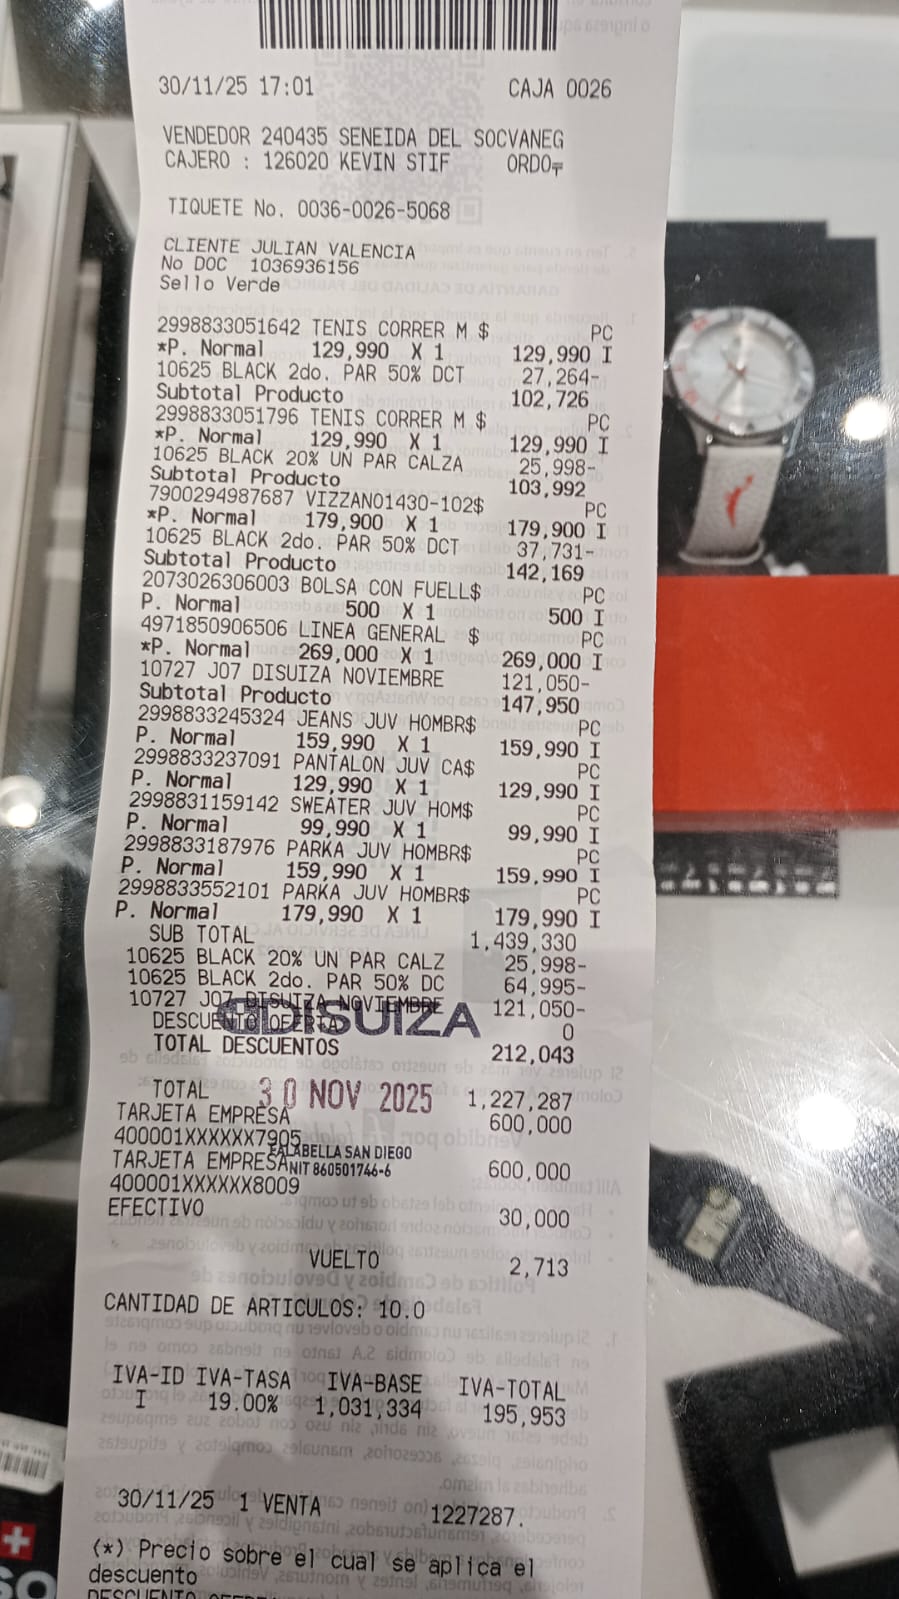 30/11/25 17:01 CAJA 0026
VENDEDOR 240435 SENEIDA DEL SOCVANEG
CAJERO : 126020 KEVIN STIF ORDO
TIQUETE No. 0036-0026-5068
CLIENTE JULIAN VALENCIA
No DOC 1036936156
Sello Verde
2998833051642 TENIS CORRER M $ PC
*P. Normal 129,990 X 1 129,990 I
10625 BLACK 2do. PAR 50% DCT 27,264-
Subtotal Producto 102,726
2998833051796 TENIS CORRER M $ PC
*P. Normal 129,990 X 1 129,990 I
10625 BLACK 20% UN PAR CALZA 25,998-
Subtotal Producto 103,992
7900294987687 VIZZANO1430-102$ PC
*P. Normal 179,900 X 1 179,900 I
10625 BLACK 2do. PAR 50% DCT 37,731-
Subtotal Producto 142,169
2073026306003 BOLSA CON FUELL$ PC
P. Normal 500 X 1 500 I
4971850906506 LINEA GENERAL $ PC
*P. Normal 269,000 X 1 269,000 I
10727 J07 DISUIZA NOVIEMBRE 121,050-
Subtotal Producto 147,950
2998833245324 JEANS JUV HOMBR$ PC
P. Normal 159,990 X 1 159,990 I
2998833237091 PANTALON JUV CA$ PC
P. Normal 129,990 X 1 129,990 I
2998831159142 SWEATER JUV HOM$ PC
P. Normal 99,990 X 1 99,990 I
2998833187976 PARKA JUV HOMBR$ PC
P. Normal 159,990 X 1 159,990 I
2998833552101 PARKA JUV HOMBR$ PC
P. Normal 179,990 X 1 179,990 I
SUB TOTAL 1,439,330
10625 BLACK 20% UN PAR CALZ 25,998-
10625 BLACK 2do. PAR 50% DC 64,995-
10727 J07 DISUIZA NOVIEMBRE 121,050-
DISUIZA
DESCUENTO OFERTA 0
TOTAL DESCUENTOS 212,043
TOTAL 1,227,287
30 NOV 2025
TARJETA EMPRESA 600,000
400001XXXXXX7905
FALABELLA SAN DIEGO
TARJETA EMPRESA 600,000
NIT 860501746-6
400001XXXXXX8009
EFECTIVO 30,000
VUELTO 2,713
CANTIDAD DE ARTICULOS: 10.0
IVA-ID IVA-TASA IVA-BASE IVA-TOTAL
I 19.00% 1,031,334 195,953
30/11/25 1 VENTA 1227287.
(*) Precio sobre el cual se aplica el
descuento
DESCUENTO